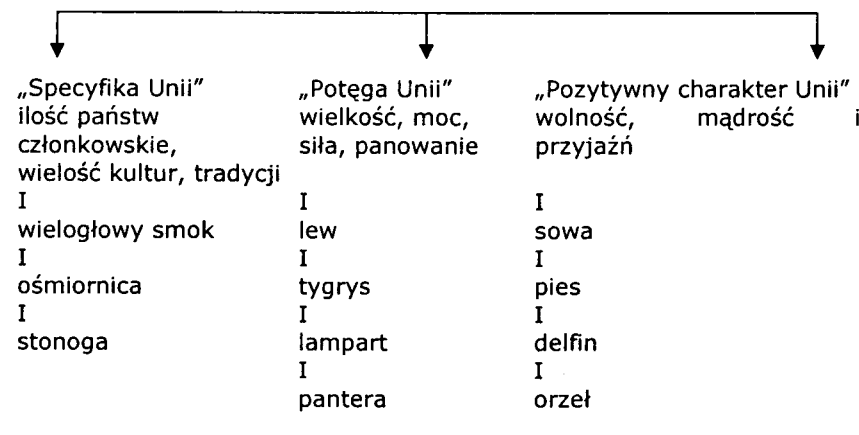 „Specyfika Unii”
ilość państw
członkowskie,
wielość kultur, tradycji
I
wielogłowy smok
I
ośmiornica
I
stonoga
„Potęga Unii”
wielkość, moc,
siła, panowanie
I
lew
I
tygrys
I
lampart
I
pantera
„Pozytywny charakter Unii”
wolność, mądrość i
przyjaźń
I
sowa
I
pies
I
delfin
I
orzeł